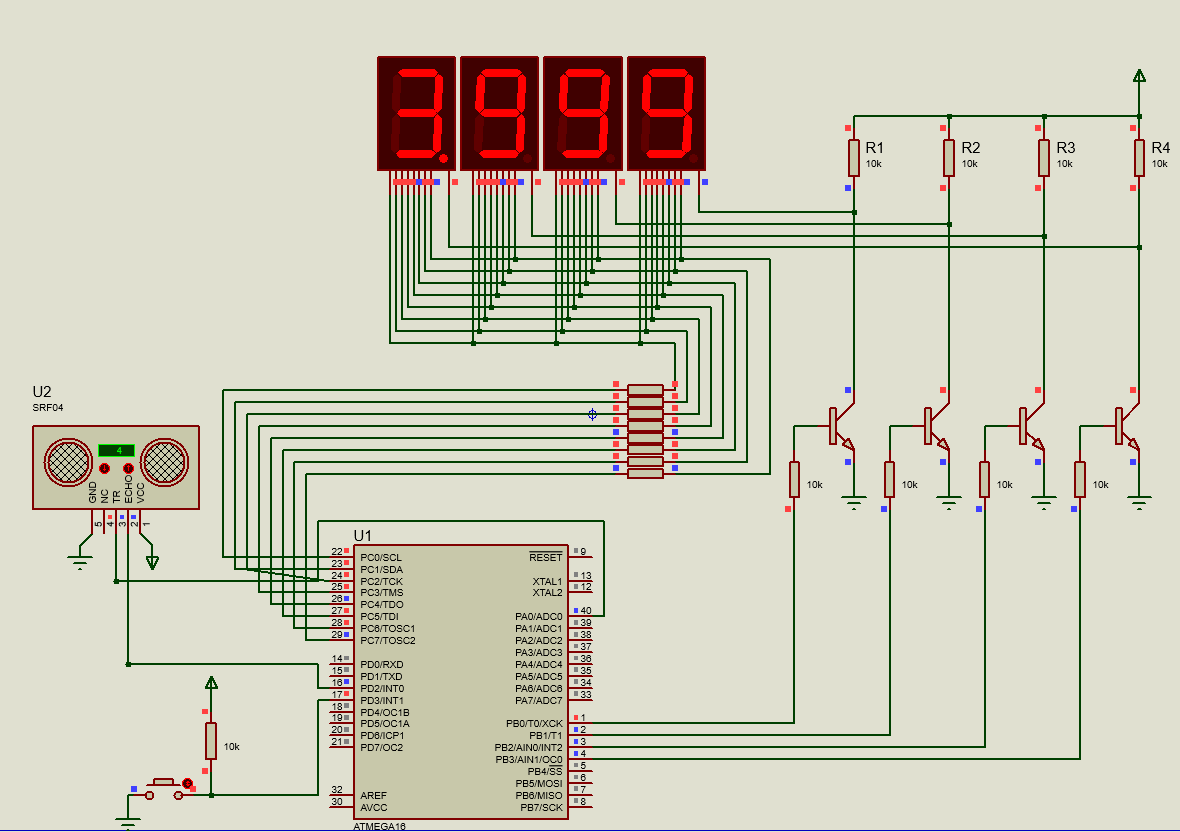 3.999
R1
10k
R2
10k
R3
10k
R4
10k
U2
SRF04
4
GND
NC
TR
ECHO
VCC
5
4
3
2
1
10k
10k
10k
10k
U1
22 PC0/SCL
23 PC1/SDA
24 PC2/TCK
25 PC3/TMS
26 PC4/TDO
27 PC5/TDI
28 PC6/TOSC1
29 PC7/TOSC2
14 PD0/RXD
15 PD1/TXD
16 PD2/INT0
17 PD3/INT1
18 PD4/OC1B
19 PD5/OC1A
20 PD6/ICP1
21 PD7/OC2
32 AREF
30 AVCC
RESET 9
XTAL1 13
XTAL2 12
PA0/ADC0 40
PA1/ADC1 39
PA2/ADC2 38
PA3/ADC3 37
PA4/ADC4 36
PA5/ADC5 35
PA6/ADC6 34
PA7/ADC7 33
PB0/T0/XCK 1
PB1/T1 2
PB2/AIN0/INT2 3
PB3/AIN1/OC0 4
PB4/SS 5
PB5/MOSI 6
PB6/MISO 7
PB7/SCK 8
ATMEGA16
10k